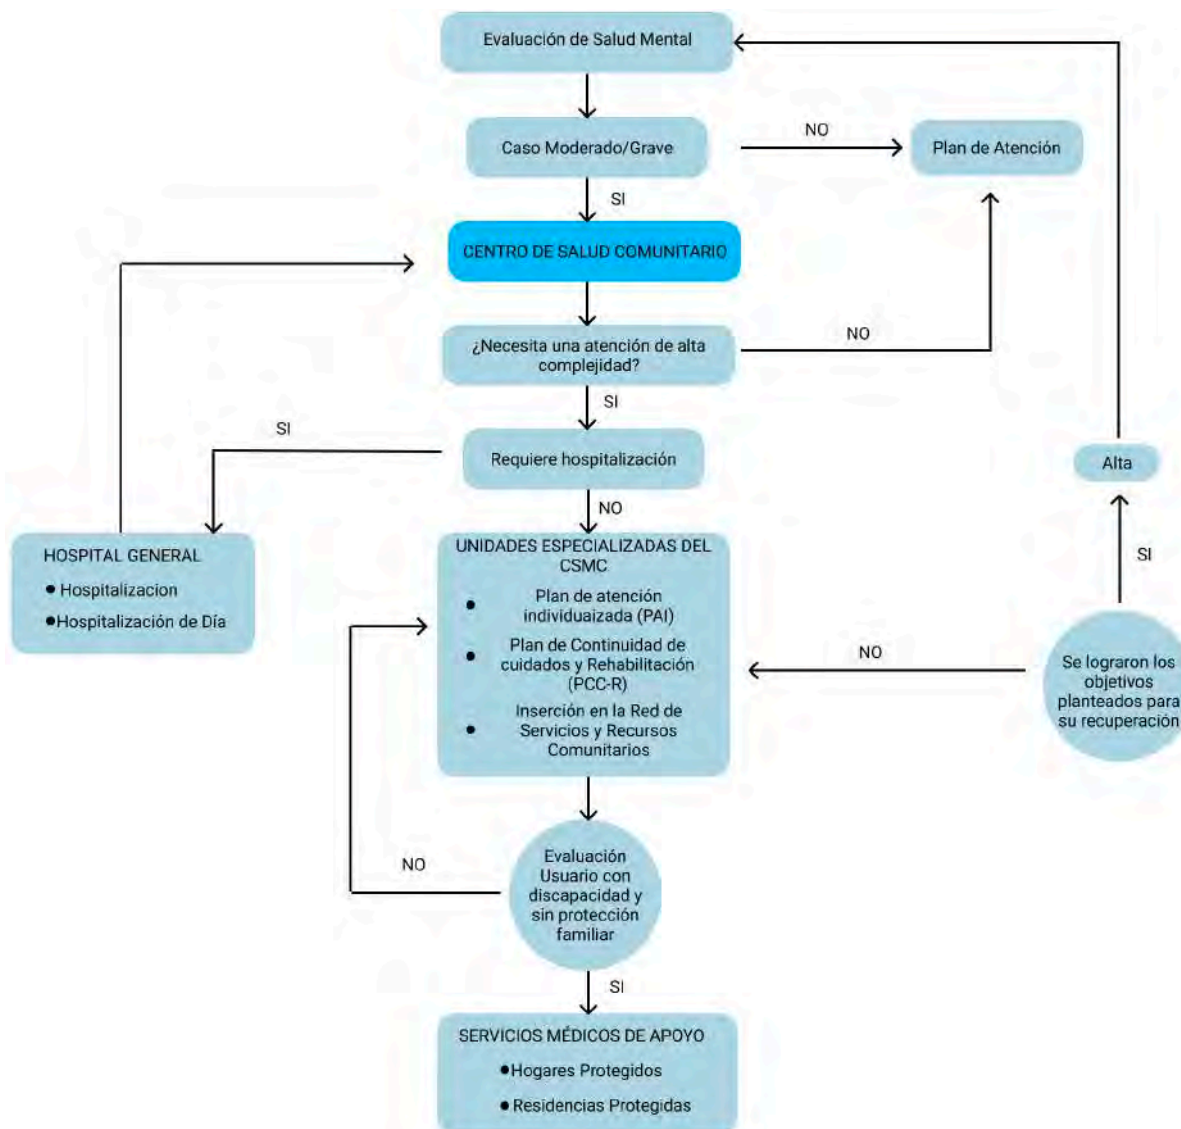 Evaluación de Salud Mental
Caso Moderado/Grave
NO
Plan de Atención
SI
CENTRO DE SALUD COMUNITARIO
¿Necesita una atención de alta
complejidad?
NO
SI
Requiere hospitalización
SI
NO
Alta
SI
HOSPITAL GENERAL
● Hospitalizacion
●Hospitalización de Día
UNIDADES ESPECIALIZADAS DEL
CSMC
● Plan de atención
individuaizada (PAI)
● Plan de Continuidad de
cuidados y Rehabilitación
(PCC-R)
● Inserción en la Red de
Servicios y Recursos
Comunitarios
NO
Se lograron los
objetivos
planteados para
su recuperación
NO
Evaluación
Usuario con
discapacidad y
sin protección
familiar
SI
SERVICIOS MÉDICOS DE APOYO
●Hogares Protegidos
● Residencias Protegidas